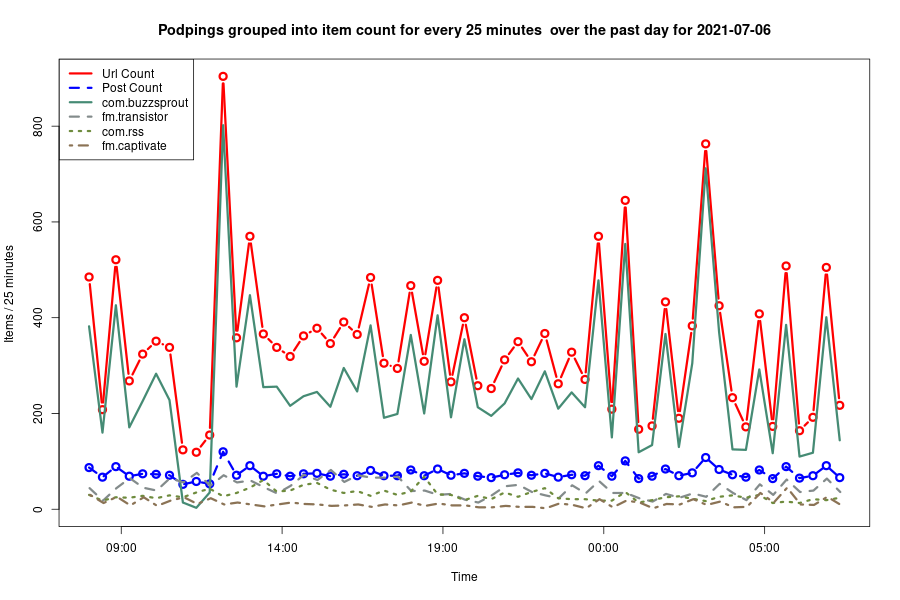 Podpings grouped into item count for every 25 minutes  over the past day for 2021-07-06
Url Count
Post Count
com.buzzsprout
fm.transistor
com.rss
fm.captivate
Items / 25 minutes
800
600
400
200
0
09:00
14:00
19:00
00:00
05:00
Time